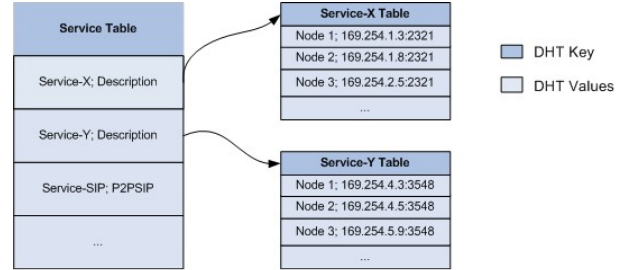 Service Table
Service-X; Description
Service-Y; Description
Service-SIP; P2PSIP
...
Service-X Table
Node 1; 169.254.1.3:2321
Node 2; 169.254.1.8:2321
Node 3; 169.254.2.5:2321
...
Service-Y Table
Node 1; 169.254.4.3:3548
Node 2; 169.254.4.5:3548
Node 3; 169.254.5.9:3548
...
DHT Key
DHT Values